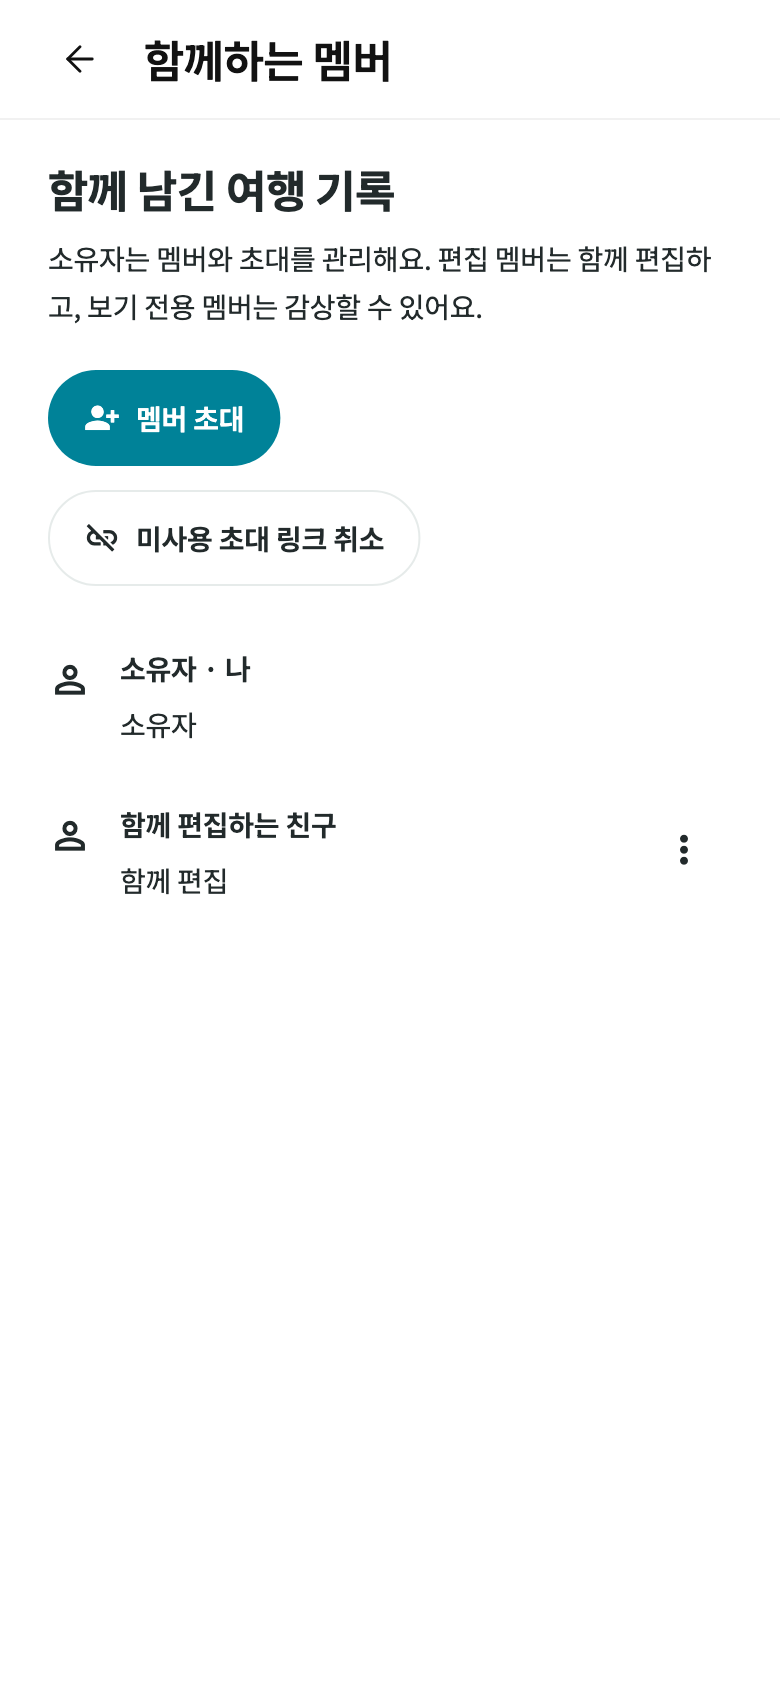 함께하는 멤버
함께 남긴 여행 기록
소유자는 멤버와 초대를 관리해요. 편집 멤버는 함께 편집하
고, 보기 전용 멤버는 감상할 수 있어요.
멤버 초대
미사용 초대 링크 취소
소유자 · 나
소유자
함께 편집하는 친구
함께 편집